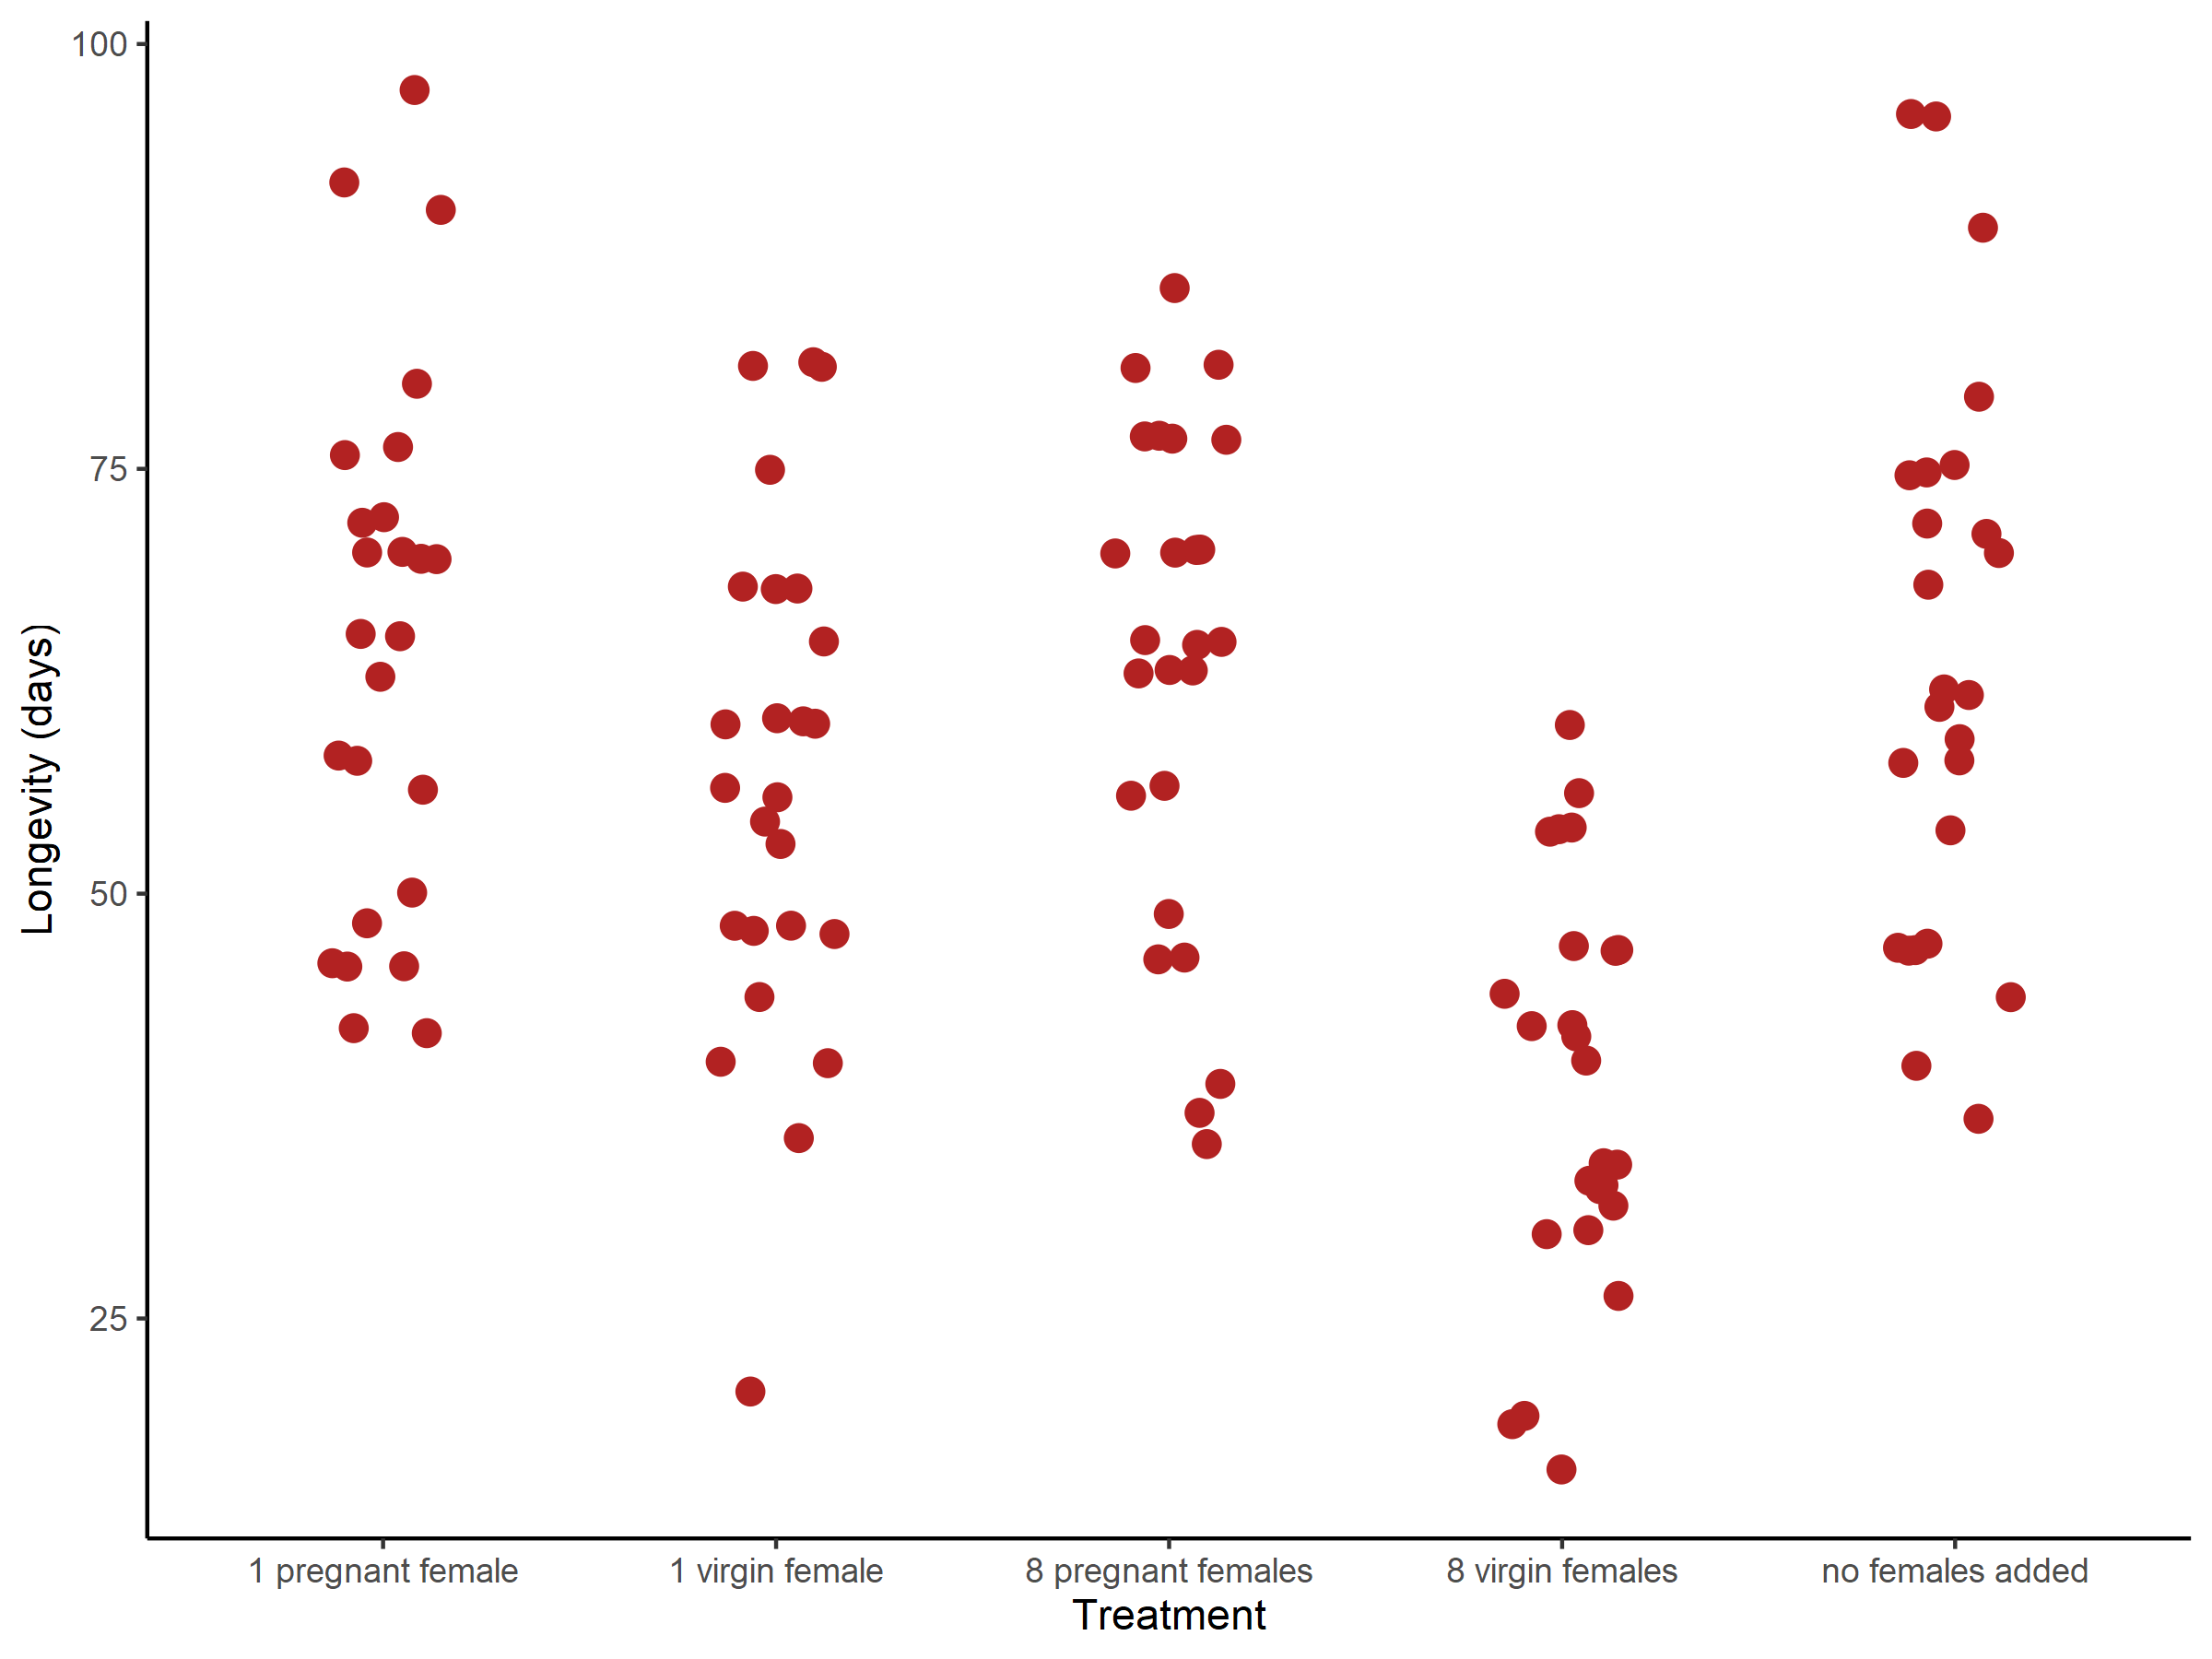 Longevity (days)
100
75
50
25
1 pregnant female
1 virgin female
8 pregnant females
8 virgin females
no females added
Treatment